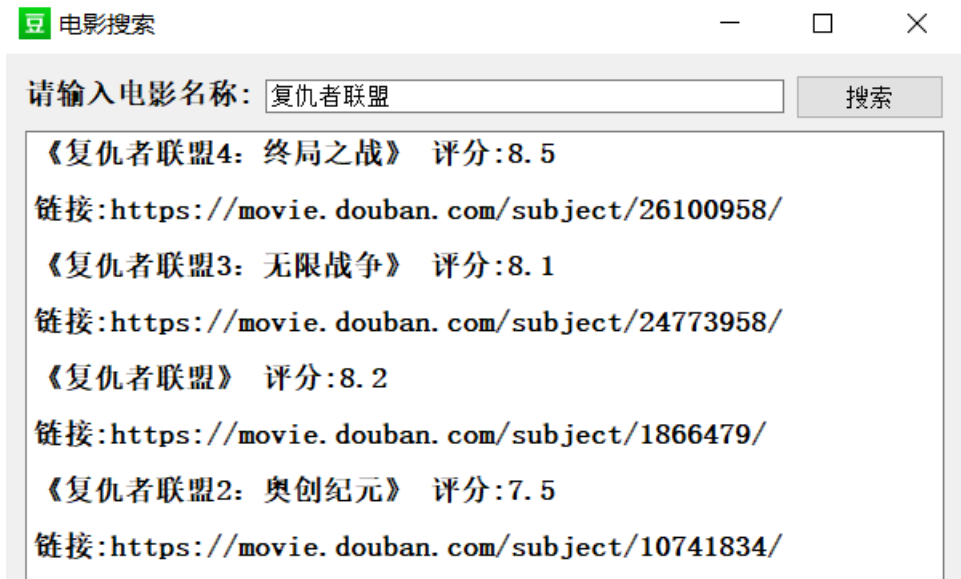 豆 电影搜索
请输入电影名称: 复仇者联盟 搜索
《复仇者联盟4：终局之战》 评分:8.5
链接:https://movie.douban.com/subject/26100958/
《复仇者联盟3：无限战争》 评分:8.1
链接:https://movie.douban.com/subject/24773958/
《复仇者联盟》 评分:8.2
链接:https://movie.douban.com/subject/1866479/
《复仇者联盟2：奥创纪元》 评分:7.5
链接:https://movie.douban.com/subject/10741834/